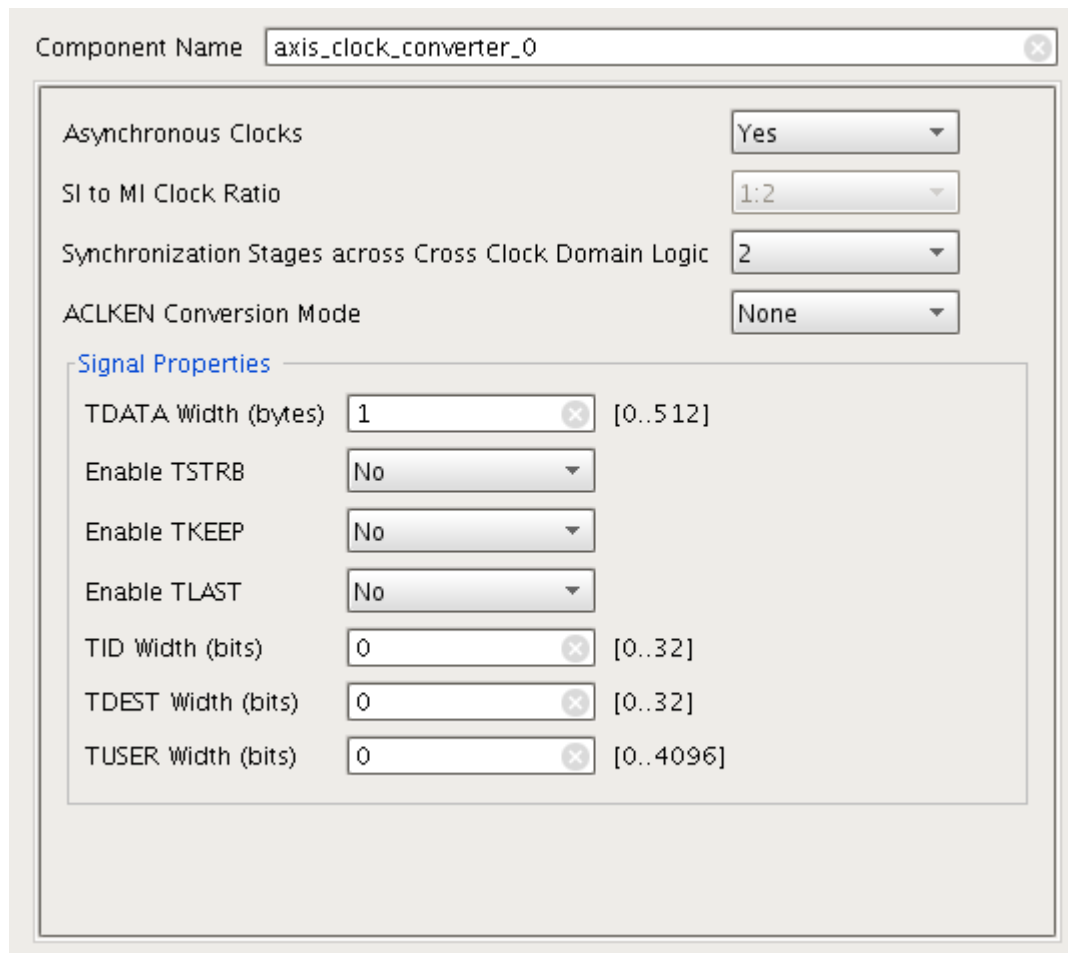 Component Name axis_clock_converter_0
Asynchronous Clocks Yes
SI to MI Clock Ratio 1:2
Synchronization Stages across Cross Clock Domain Logic 2
ACLKEN Conversion Mode None
Signal Properties
TDATA Width (bytes) 1 [0..512]
Enable TSTRB No
Enable TKEEP No
Enable TLAST No
TID Width (bits) 0 [0..32]
TDEST Width (bits) 0 [0..32]
TUSER Width (bits) 0 [0..4096]